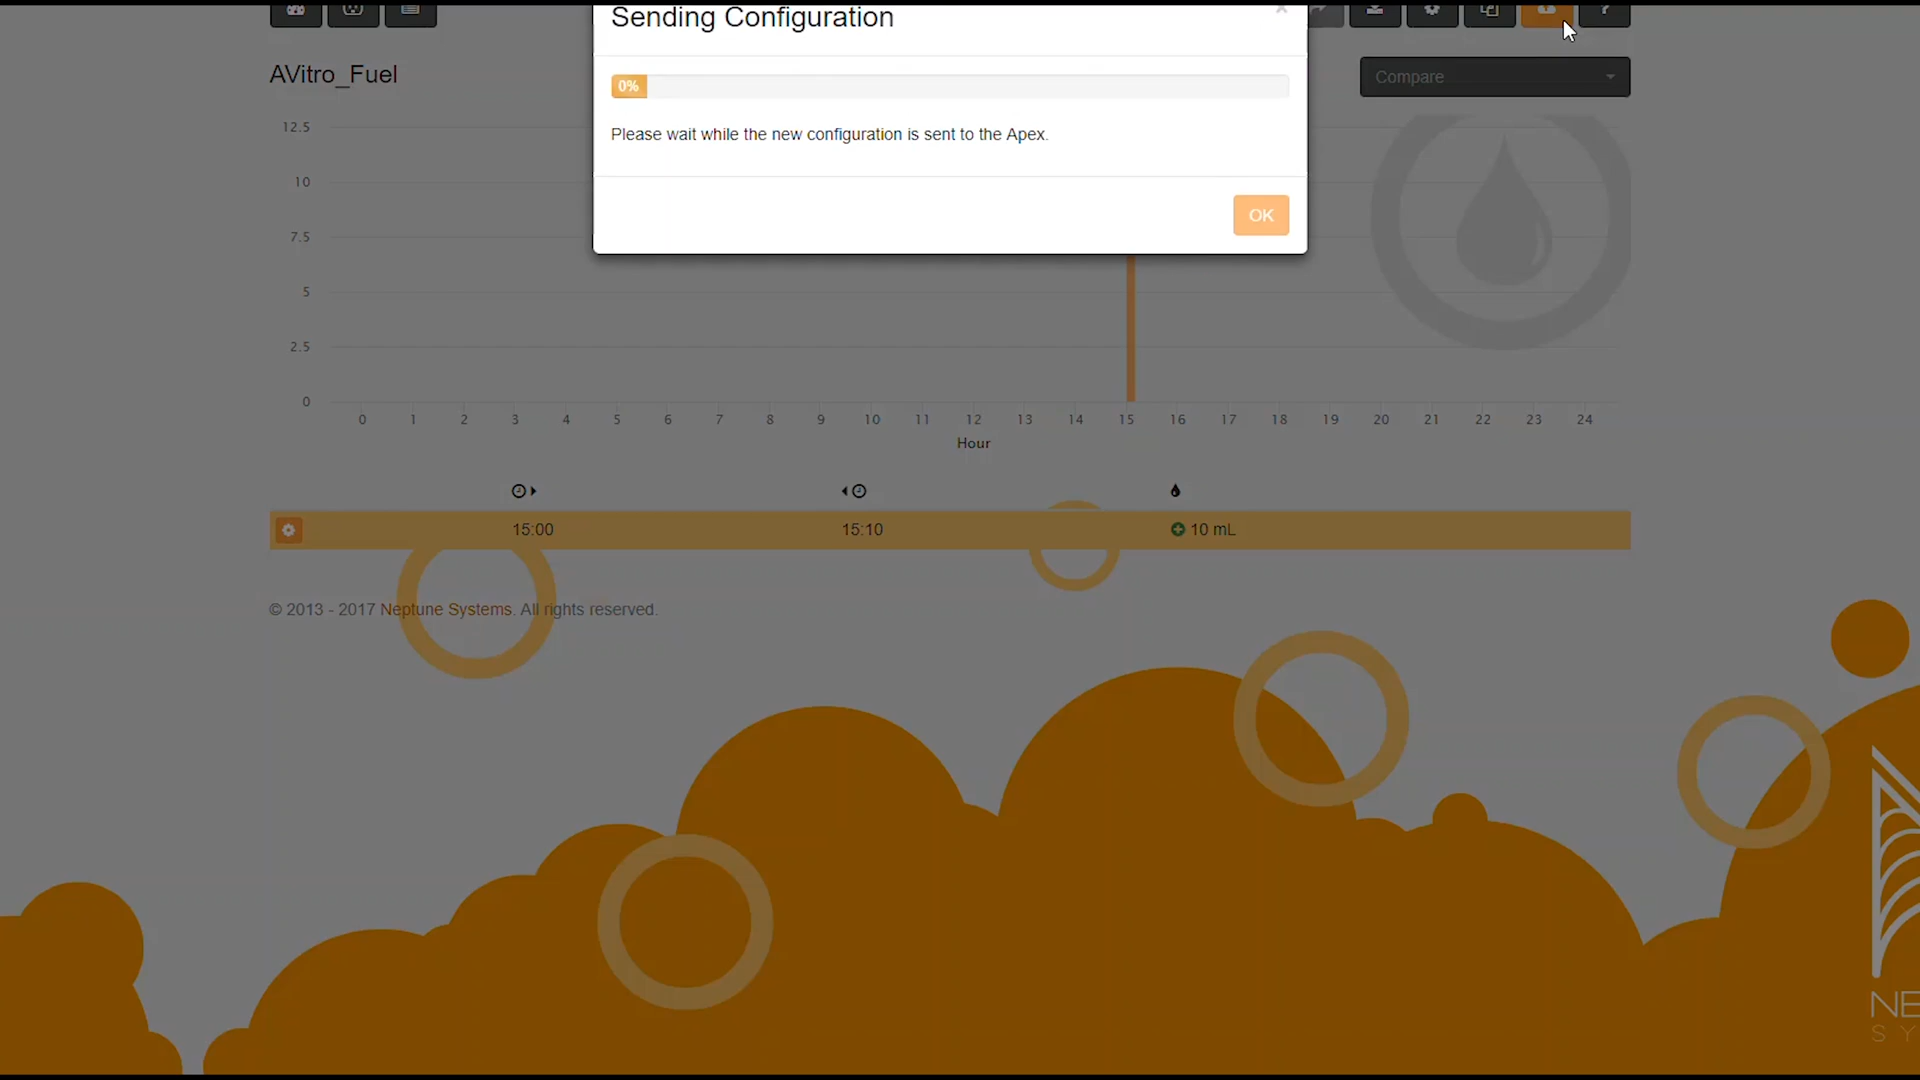 Sending Configuration
0%
Please wait while the new configuration is sent to the Apex.
OK
?
AVitro_Fuel
Compare
12.5
10
7.5
5
2.5
0
0 1 2 3 4 5 6 7 8 9 10 11 12 13 14 15 16 17 18 19 20 21 22 23 24
Hour
15:00 15:10 10 mL
© 2013 - 2017 Neptune Systems. All rights reserved.
NE
SY